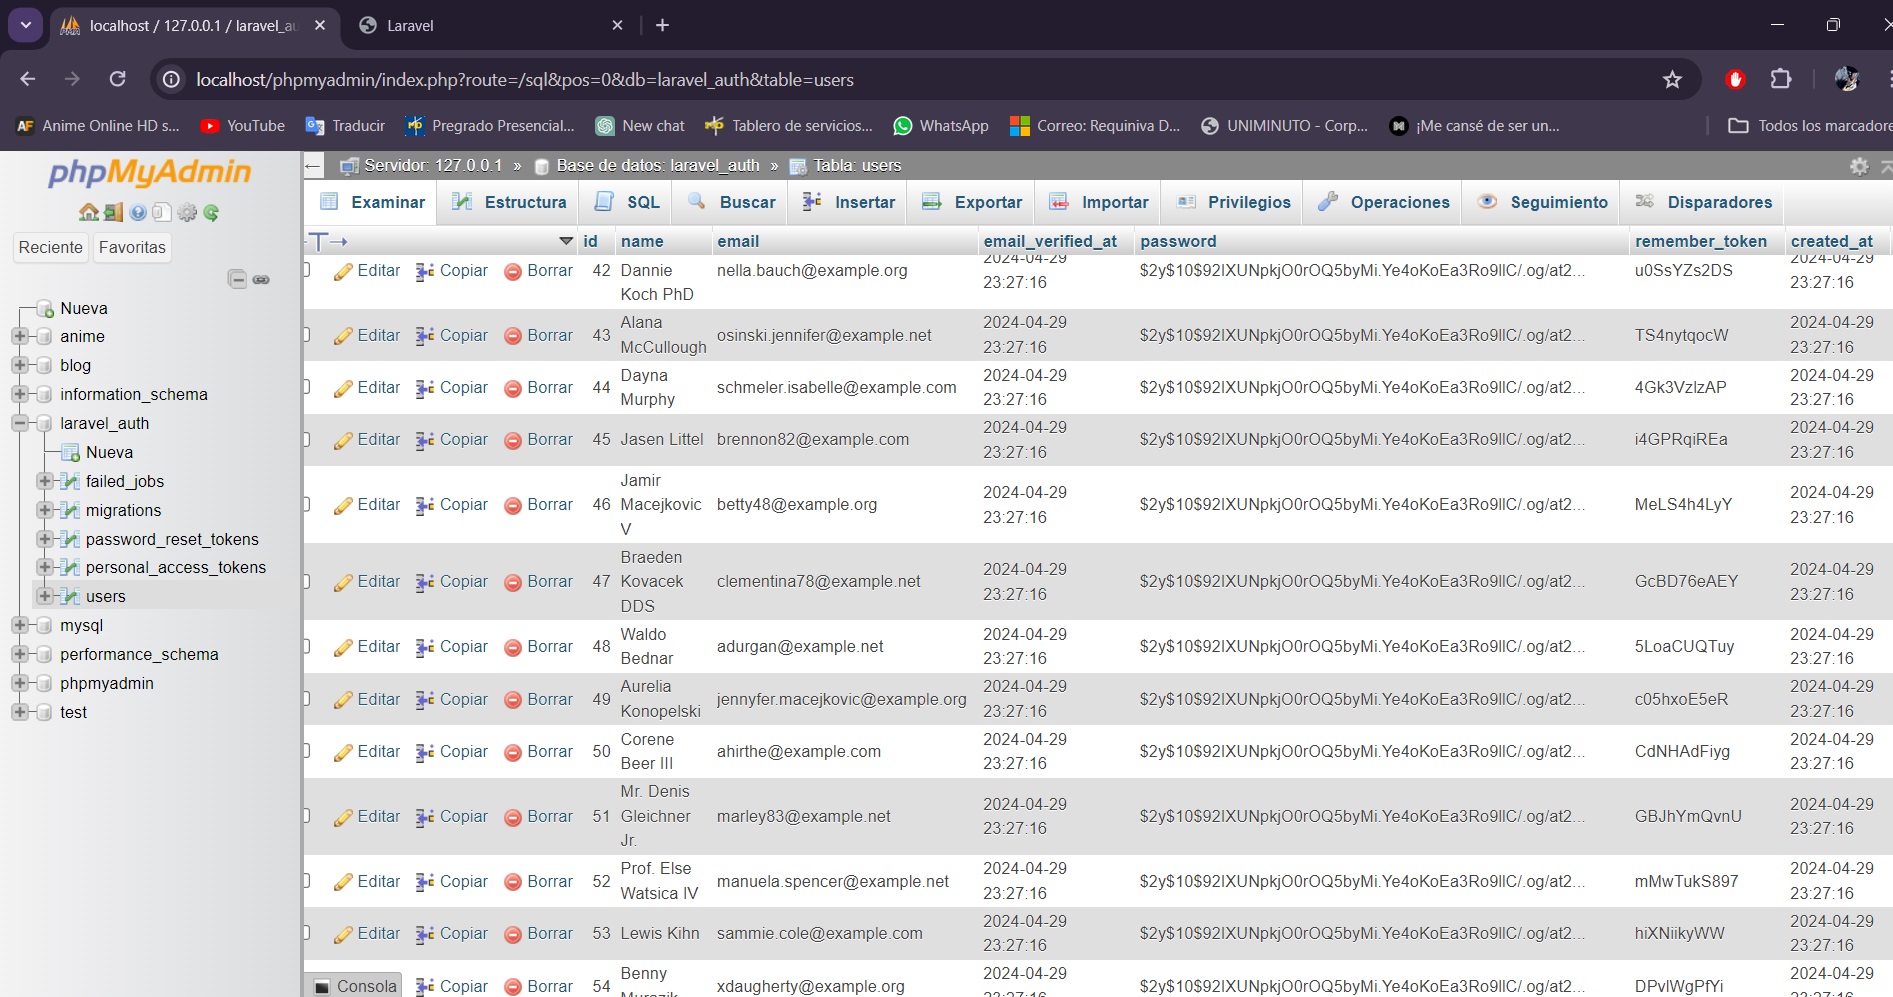 localhost / 127.0.0.1 / laravel_au
Laravel
localhost/phpmyadmin/index.php?route=/sql&pos=0&db=laravel_auth&table=users
Anime Online HD s...
YouTube
Traducir
Pregrado Presencial...
New chat
Tablero de servicios...
WhatsApp
Correo: Requiniva D...
UNIMINUTO - Corp...
¡Me cansé de ser un...
Todos los marcadore
phpMyAdmin
Reciente
Favoritas
Nueva
anime
blog
information_schema
laravel_auth
Nueva
failed_jobs
migrations
password_reset_tokens
personal_access_tokens
users
mysql
performance_schema
phpmyadmin
test
Servidor: 127.0.0.1 » Base de datos: laravel_auth » Tabla: users
Examinar Estructura SQL Buscar Insertar Exportar Importar Privilegios Operaciones Seguimiento Disparadores
id name email email_verified_at password remember_token created_at
Editar Copiar Borrar 42 Dannie Koch PhD nella.bauch@example.org 2024-04-29 23:27:16 $2y$10$92IXUNpkjO0rOQ5byMi.Ye4oKoEa3Ro9llC/.og/at2... u0SsYZs2DS 2024-04-29 23:27:16
Editar Copiar Borrar 43 Alana McCullough osinski.jennifer@example.net 2024-04-29 23:27:16 $2y$10$92IXUNpkjO0rOQ5byMi.Ye4oKoEa3Ro9llC/.og/at2... TS4nytqocW 2024-04-29 23:27:16
Editar Copiar Borrar 44 Dayna Murphy schmeler.isabelle@example.com 2024-04-29 23:27:16 $2y$10$92IXUNpkjO0rOQ5byMi.Ye4oKoEa3Ro9llC/.og/at2... 4Gk3VzlzAP 2024-04-29 23:27:16
Editar Copiar Borrar 45 Jasen Littel brennon82@example.com 2024-04-29 23:27:16 $2y$10$92IXUNpkjO0rOQ5byMi.Ye4oKoEa3Ro9llC/.og/at2... i4GPRqiREa 2024-04-29 23:27:16
Editar Copiar Borrar 46 Jamir Macejkovic V betty48@example.org 2024-04-29 23:27:16 $2y$10$92IXUNpkjO0rOQ5byMi.Ye4oKoEa3Ro9llC/.og/at2... MeLS4h4LyY 2024-04-29 23:27:16
Editar Copiar Borrar 47 Braeden Kovacek DDS clementina78@example.net 2024-04-29 23:27:16 $2y$10$92IXUNpkjO0rOQ5byMi.Ye4oKoEa3Ro9llC/.og/at2... GcBD76eAEY 2024-04-29 23:27:16
Editar Copiar Borrar 48 Waldo Bednar adurgan@example.net 2024-04-29 23:27:16 $2y$10$92IXUNpkjO0rOQ5byMi.Ye4oKoEa3Ro9llC/.og/at2... 5LoaCUQTuy 2024-04-29 23:27:16
Editar Copiar Borrar 49 Aurelia Konopelski jennyfer.macejkovic@example.org 2024-04-29 23:27:16 $2y$10$92IXUNpkjO0rOQ5byMi.Ye4oKoEa3Ro9llC/.og/at2... c05hxoE5eR 2024-04-29 23:27:16
Editar Copiar Borrar 50 Corene Beer III ahirthe@example.com 2024-04-29 23:27:16 $2y$10$92IXUNpkjO0rOQ5byMi.Ye4oKoEa3Ro9llC/.og/at2... CdNHAdFiyg 2024-04-29 23:27:16
Editar Copiar Borrar 51 Mr. Denis Gleichner Jr. marley83@example.net 2024-04-29 23:27:16 $2y$10$92IXUNpkjO0rOQ5byMi.Ye4oKoEa3Ro9llC/.og/at2... GBJhYmQvnU 2024-04-29 23:27:16
Editar Copiar Borrar 52 Prof. Else Watsica IV manuela.spencer@example.net 2024-04-29 23:27:16 $2y$10$92IXUNpkjO0rOQ5byMi.Ye4oKoEa3Ro9llC/.og/at2... mMwTukS897 2024-04-29 23:27:16
Editar Copiar Borrar 53 Lewis Kihn sammie.cole@example.com 2024-04-29 23:27:16 $2y$10$92IXUNpkjO0rOQ5byMi.Ye4oKoEa3Ro9llC/.og/at2... hiXNiikyWW 2024-04-29 23:27:16
Consola Copiar Borrar 54 Benny xdaugherty@example.org 2024-04-29 $2y$10$92IXUNpkjO0rOQ5byMi.Ye4oKoEa3Ro9llC/.og/at2... DPvlWgPfYi 2024-04-29